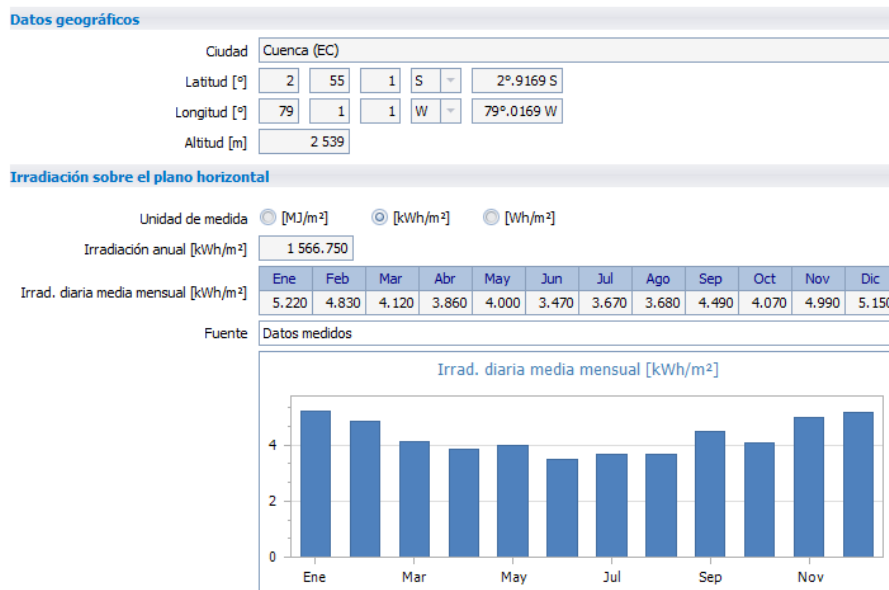 Datos geográficos
Ciudad Cuenca (EC)
Latitud [º] 2 55 1 S 2°.9169 S
Longitud [º] 79 1 1 W 79°.0169 W
Altitud [m] 2 539
Irradiación sobre el plano horizontal
Unidad de medida [MJ/m²] [kWh/m²] [Wh/m²]
Irradiación anual [kWh/m²] 1 566.750
Ene Feb Mar Abr May Jun Jul Ago Sep Oct Nov Dic
Irrad. diaria media mensual [kWh/m²] 5.220 4.830 4.120 3.860 4.000 3.470 3.670 3.680 4.490 4.070 4.990 5.150
Fuente Datos medidos
Irrad. diaria media mensual [kWh/m²]
4
2
0
Ene Mar May Jul Sep Nov